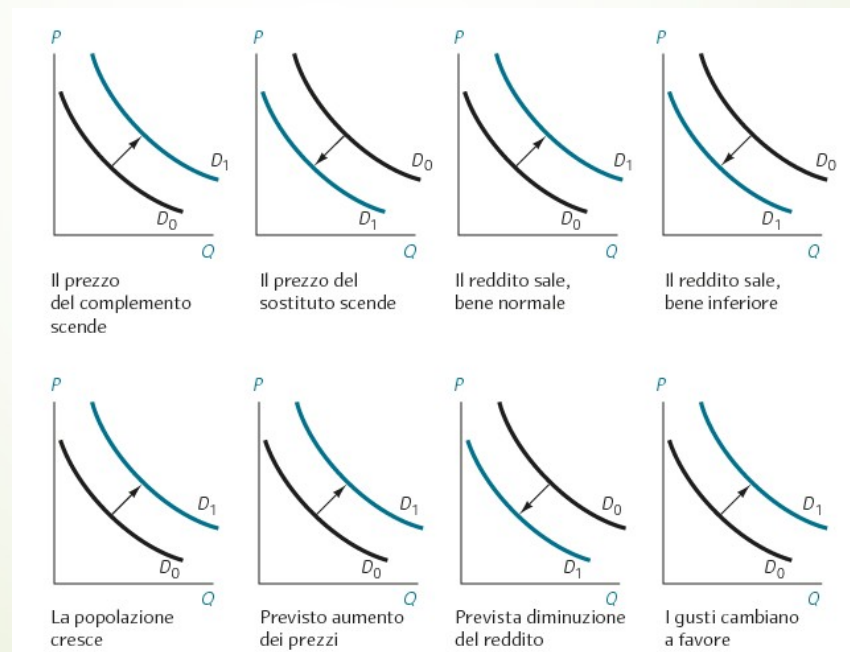 P
D1
D0
Q
Il prezzo
del complemento
scende
P
D0
D1
Q
Il prezzo del
sostituto scende
P
D1
D0
Q
Il reddito sale,
bene normale
P
D0
D1
Q
Il reddito sale,
bene inferiore
P
D1
D0
Q
La popolazione
cresce
P
D1
D0
Q
Previsto aumento
dei prezzi
P
D0
D1
Q
Prevista diminuzione
del reddito
P
D1
D0
Q
I gusti cambiano
a favore